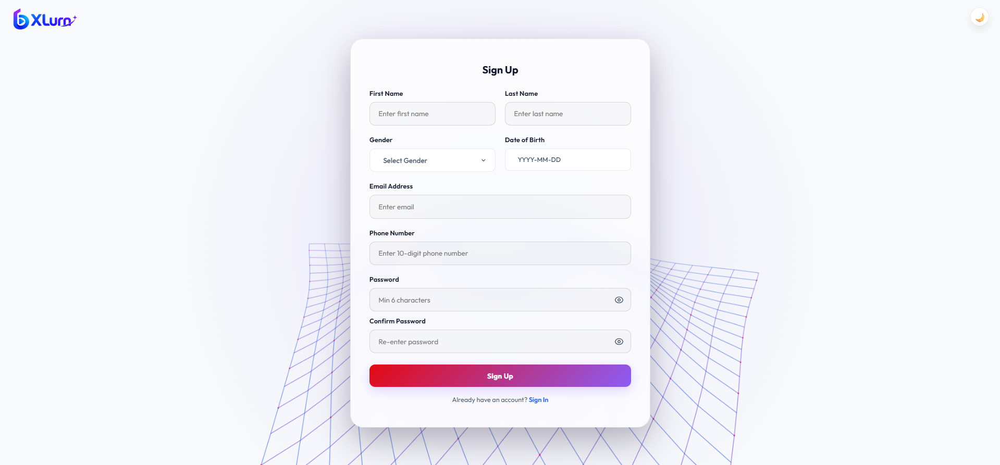 XLurn
Sign Up
First Name
Last Name
Enter first name
Enter last name
Gender
Date of Birth
Select Gender
YYYY-MM-DD
Email Address
Enter email
Phone Number
Enter 10-digit phone number
Password
Min 6 characters
Confirm Password
Re-enter password
Sign Up
Already have an account? Sign In